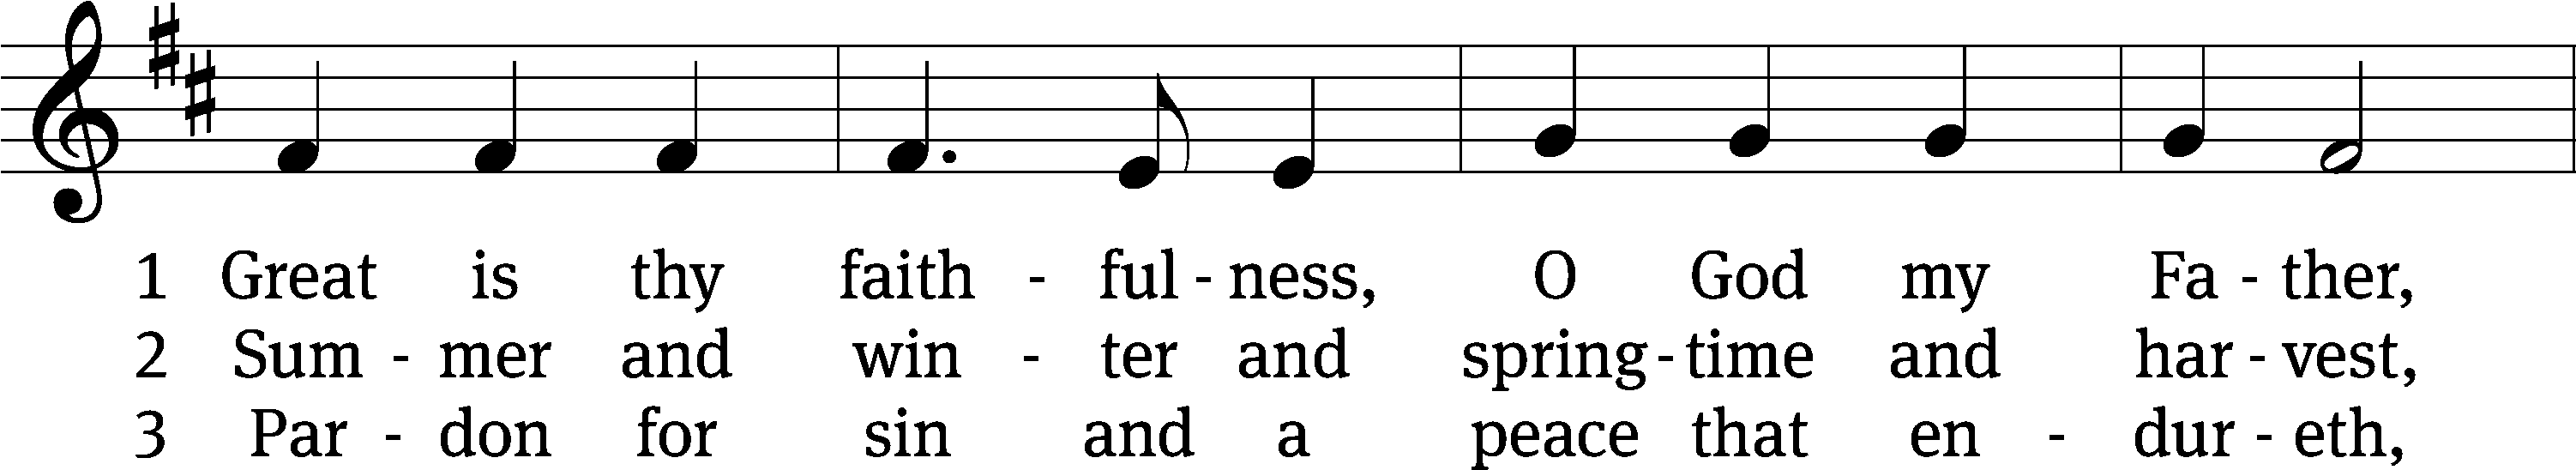 1 Great is thy faith - ful - ness, O God my Fa - ther,
2 Sum - mer and win - ter and spring - time and har - vest,
3 Par - don for sin and a peace that en - dur - eth,